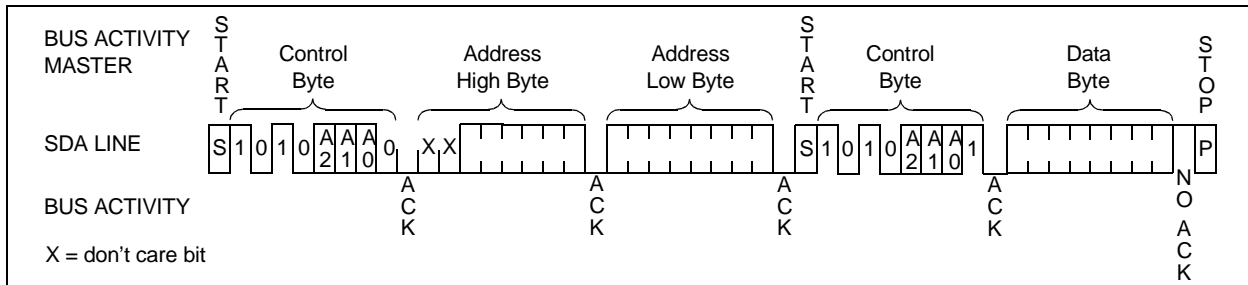 BUS ACTIVITY
MASTER
START
Control
Byte
Address
High Byte
Address
Low Byte
START
Control
Byte
Data
Byte
STOP
SDA LINE
S 1 0 1 0 A2 A1 A0 0 X X S 1 0 1 0 A2 A1 A0 1 P
BUS ACTIVITY
ACK
ACK
ACK
ACK
NO ACK
X = don't care bit